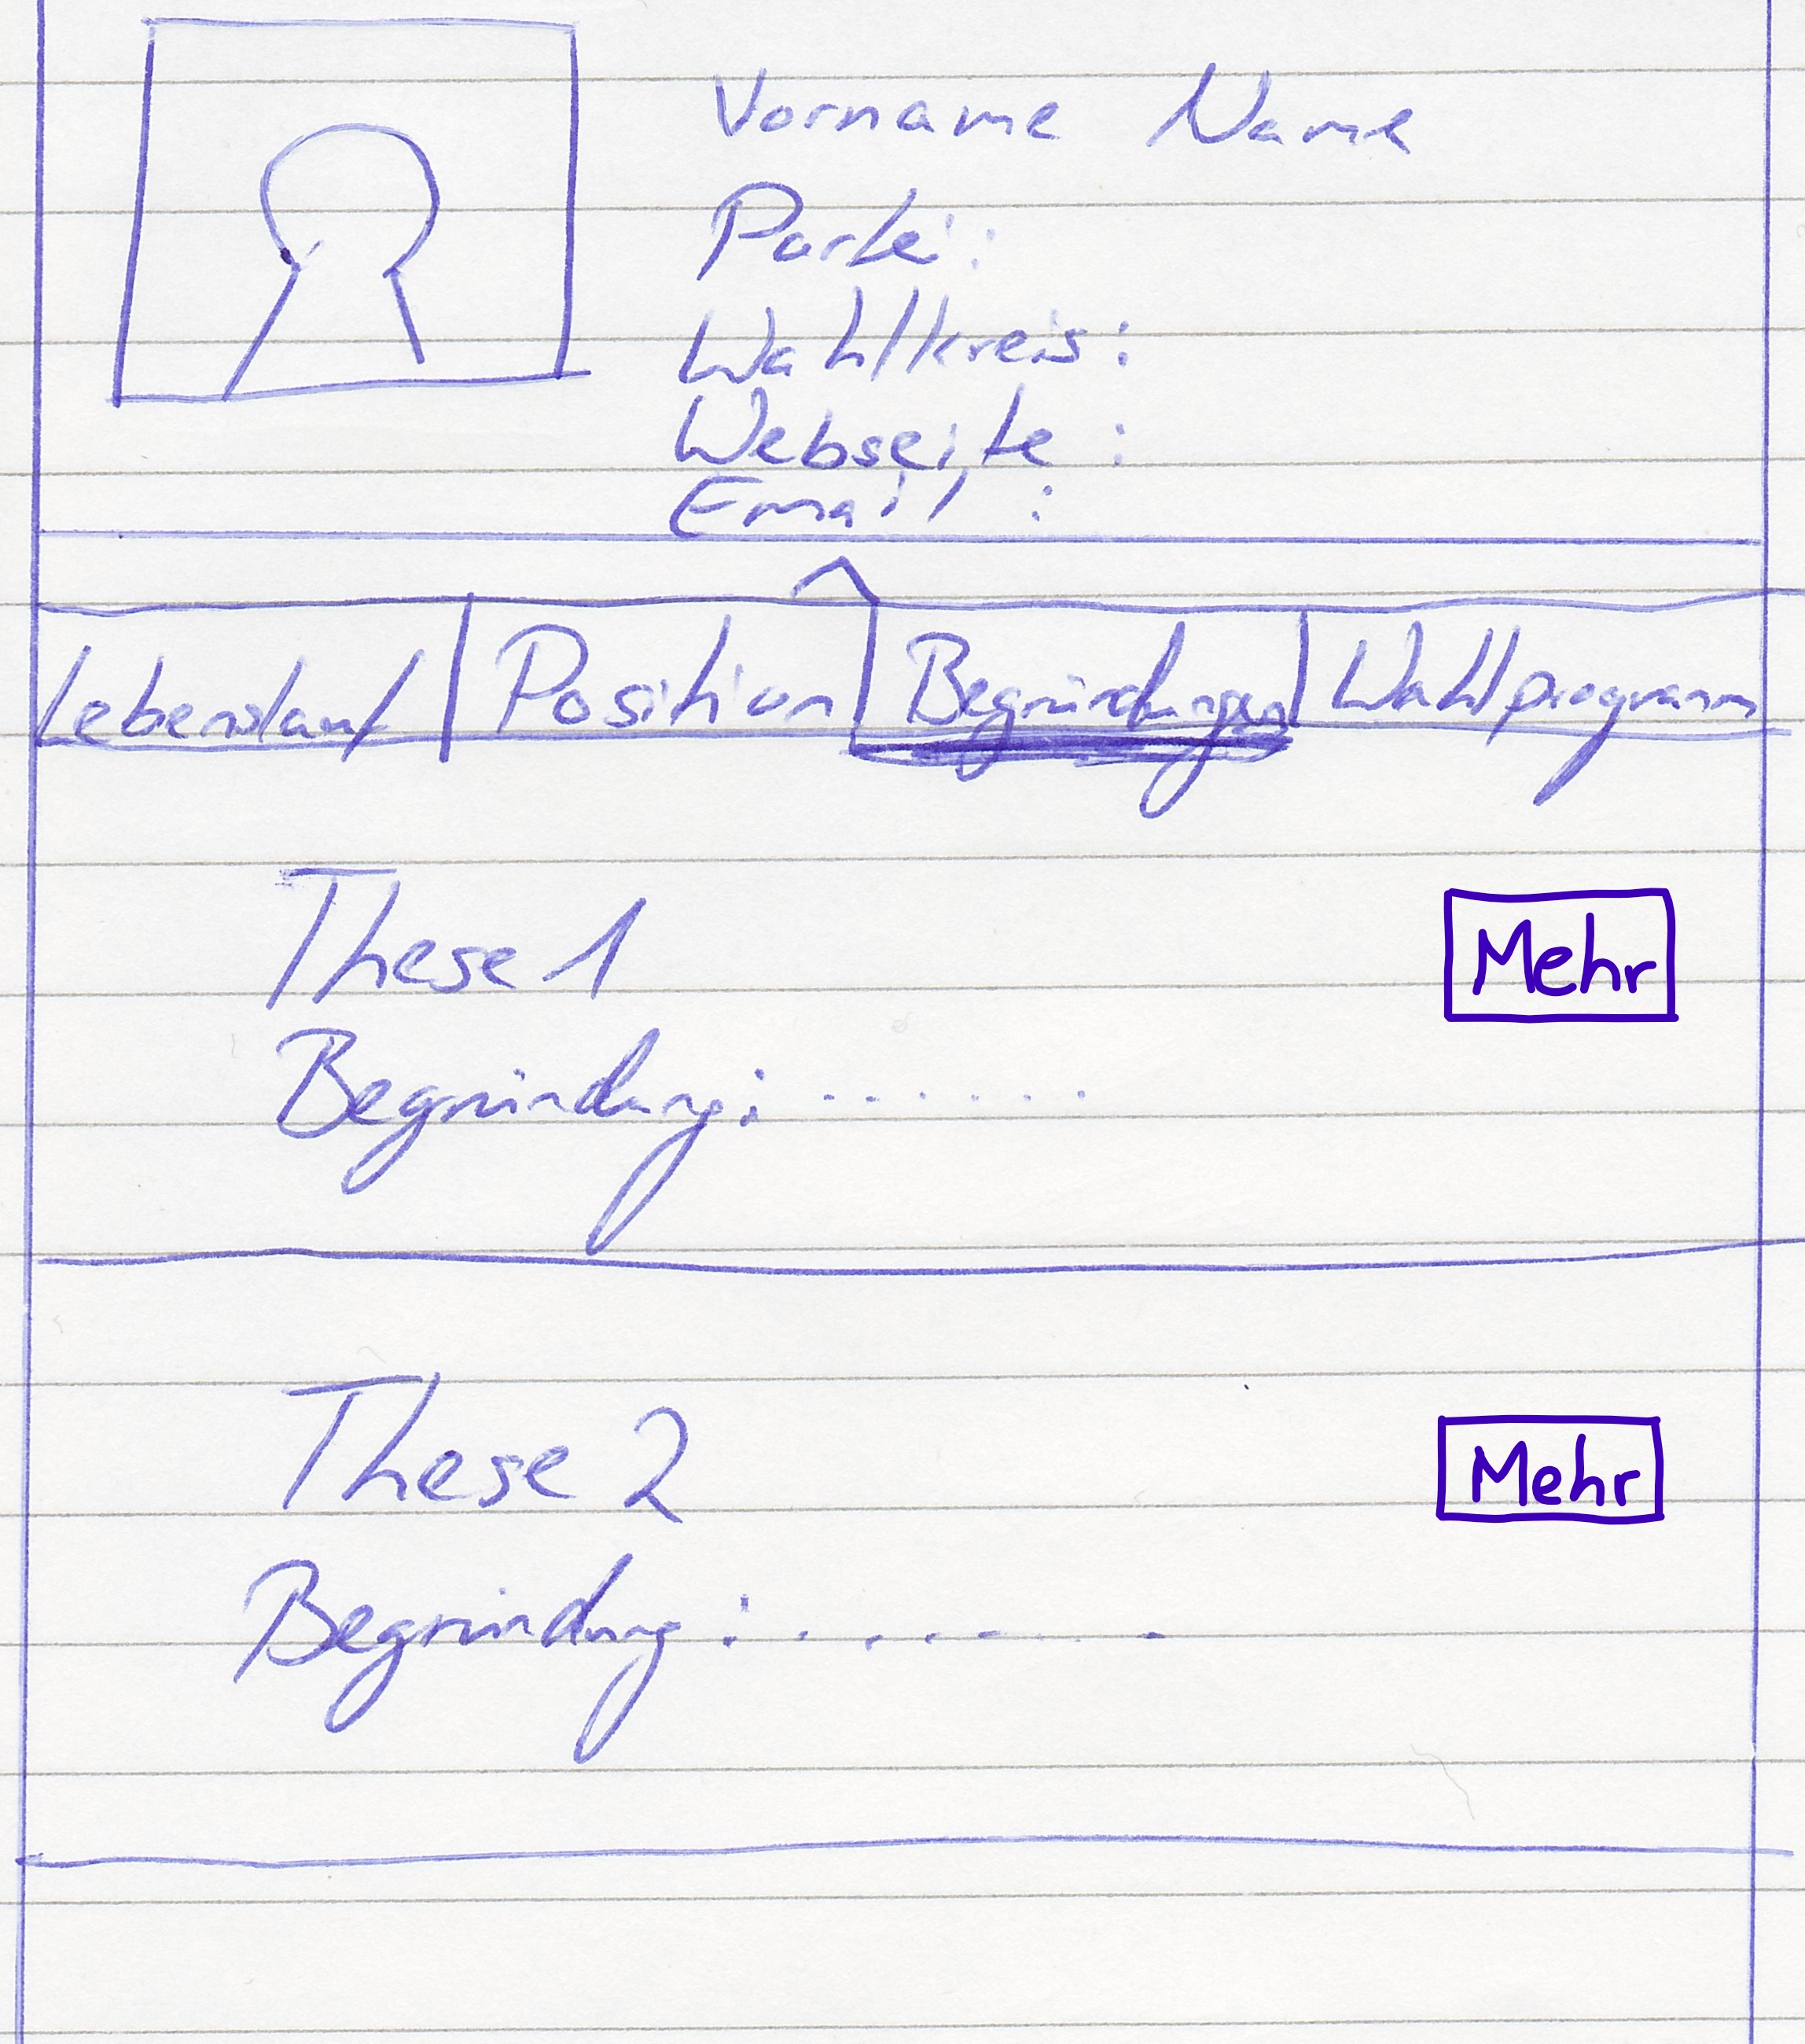 Vorname Name
Partei:
Wahlkreis:
Webseite:
Email:
Lebenslauf Position Begründungen Wahlprogramm
These 1 Mehr
Begründung: .......
These 2 Mehr
Begründung: .......